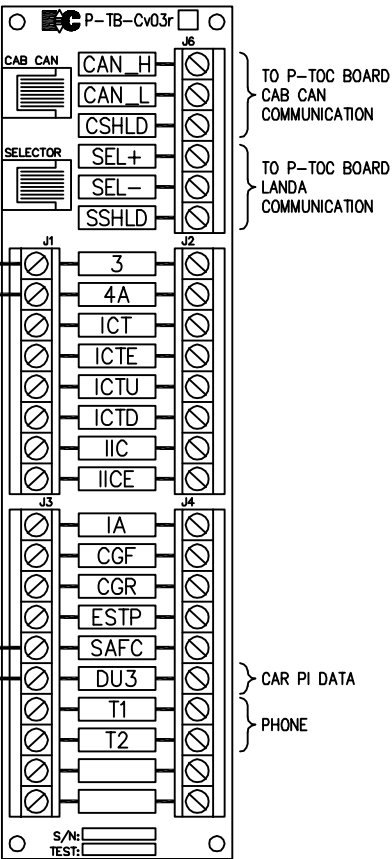 EC P-TB-Cv03r
J6
CAB CAN
CAN_H
CAN_L
CSHLD
TO P-TOC BOARD
CAB CAN
COMMUNICATION
SELECTOR
SEL+
SEL-
SSHLD
TO P-TOC BOARD
LANDA
COMMUNICATION
J1 J2
3
4A
ICT
ICTE
ICTU
ICTD
IIC
IICE
J3 J4
IA
CGF
CGR
ESTP
SAFC
DU3
CAR PI DATA
T1
T2
PHONE
S/N:
TEST: